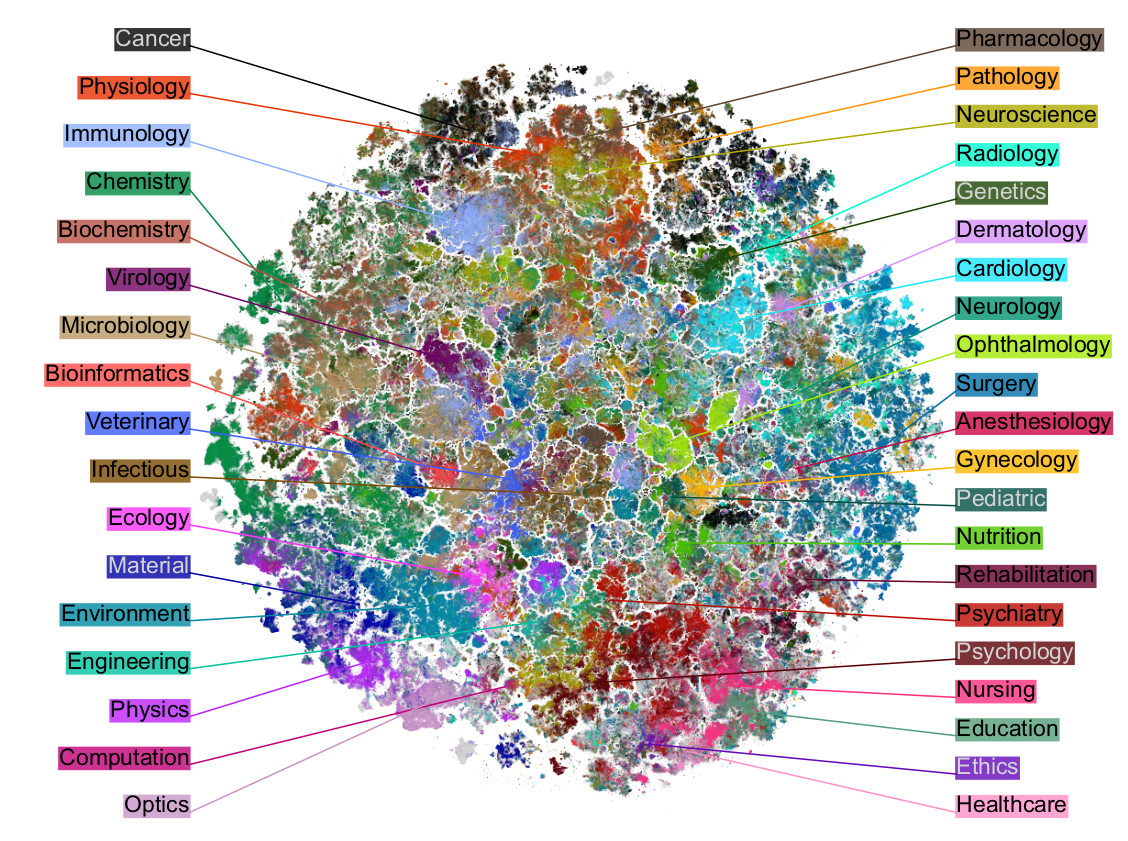 Cancer
Physiology
Immunology
Chemistry
Biochemistry
Virology
Microbiology
Bioinformatics
Veterinary
Infectious
Ecology
Material
Environment
Engineering
Physics
Computation
Optics
Pharmacology
Pathology
Neuroscience
Radiology
Genetics
Dermatology
Cardiology
Neurology
Ophthalmology
Surgery
Anesthesiology
Gynecology
Pediatric
Nutrition
Rehabilitation
Psychiatry
Psychology
Nursing
Education
Ethics
Healthcare